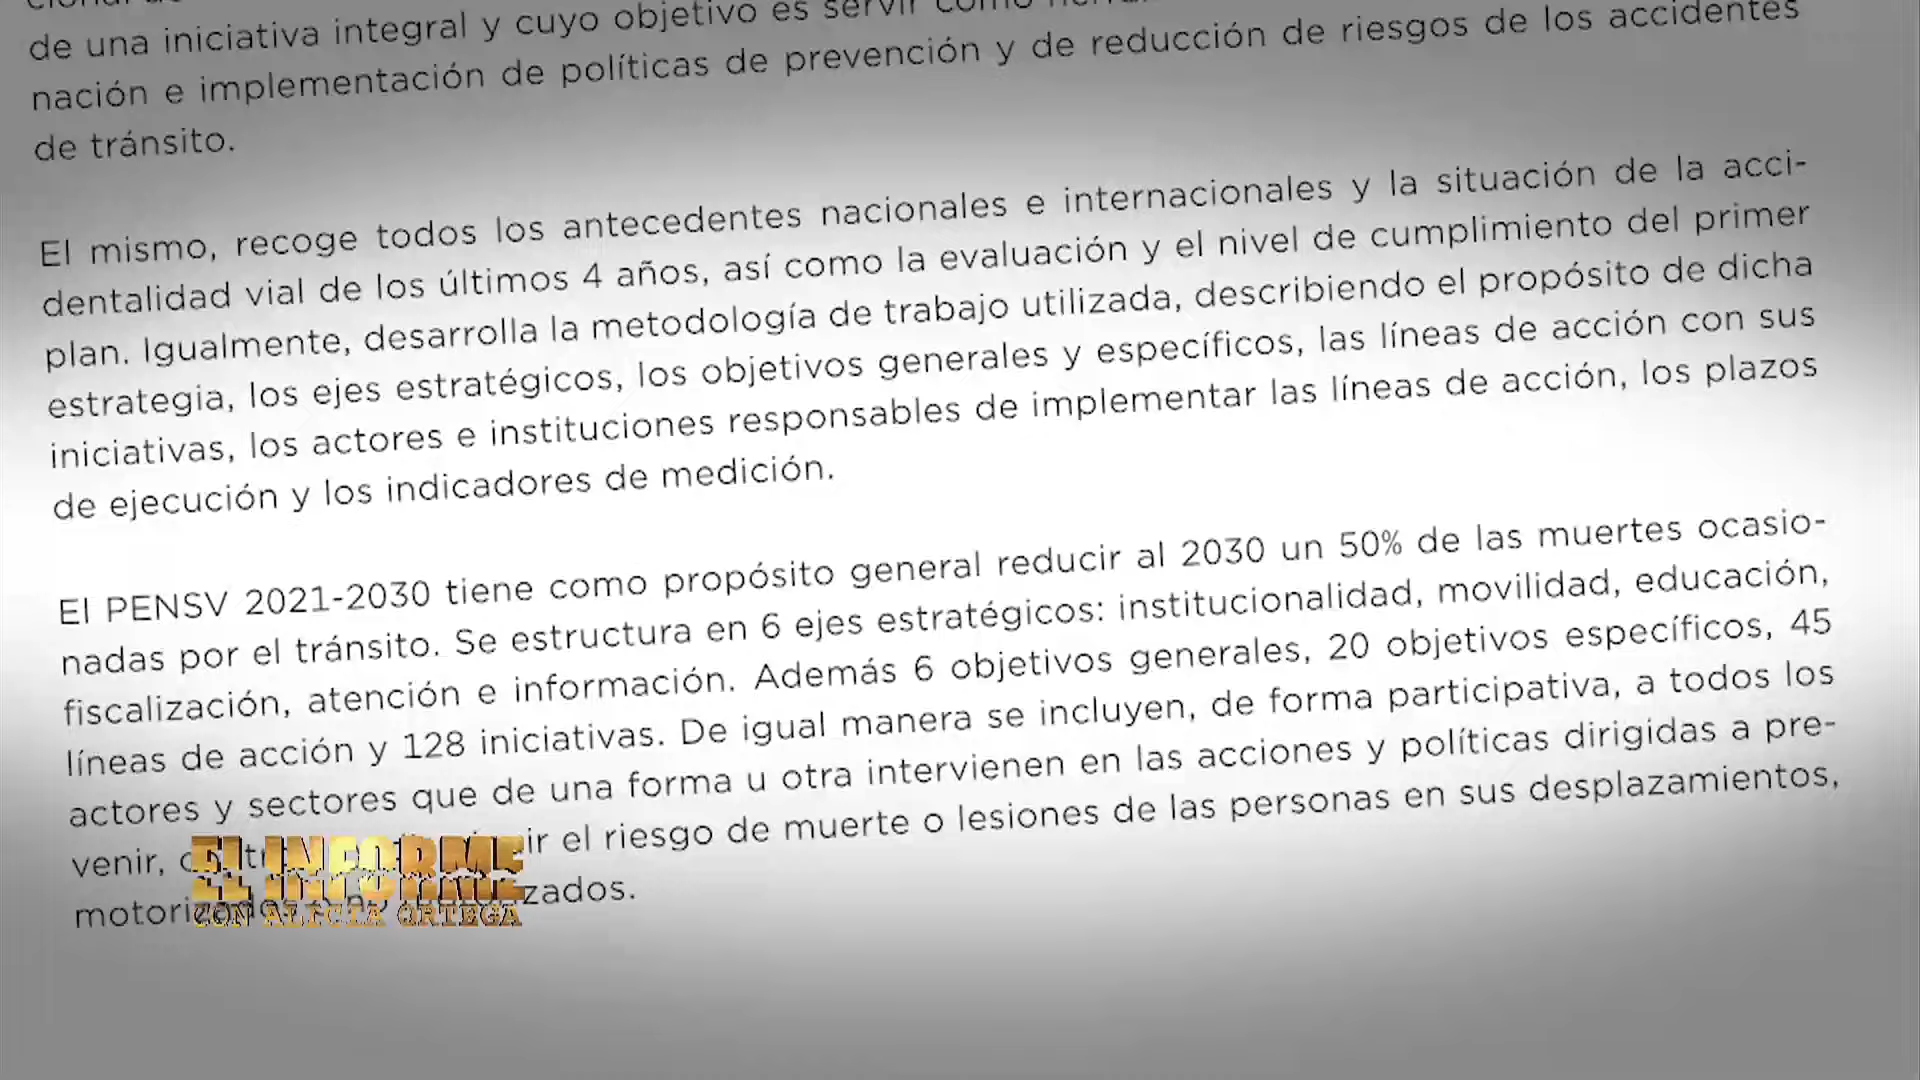 de una iniciativa integral y cuyo objetivo es servir como
nación e implementación de políticas de prevención y de reducción de riesgos de los accidentes
de tránsito.
El mismo, recoge todos los antecedentes nacionales e internacionales y la situación de la acci-
dentalidad vial de los últimos 4 años, así como la evaluación y el nivel de cumplimiento del primer
plan. Igualmente, desarrolla la metodología de trabajo utilizada, describiendo el propósito de dicha
estrategia, los ejes estratégicos, los objetivos generales y específicos, las líneas de acción con sus
iniciativas, los actores e instituciones responsables de implementar las líneas de acción, los plazos
de ejecución y los indicadores de medición.
El PENSV 2021-2030 tiene como propósito general reducir al 2030 un 50% de las muertes ocasio-
nadas por el tránsito. Se estructura en 6 ejes estratégicos: institucionalidad, movilidad, educación,
fiscalización, atención e información. Además 6 objetivos generales, 20 objetivos específicos, 45
líneas de acción y 128 iniciativas. De igual manera se incluyen, de forma participativa, a todos los
actores y sectores que de una forma u otra intervienen en las acciones y políticas dirigidas a pre-
venir, el riesgo de muerte o lesiones de las personas en sus desplazamientos,
EL INFORME
CON ALICIA ORTEGA